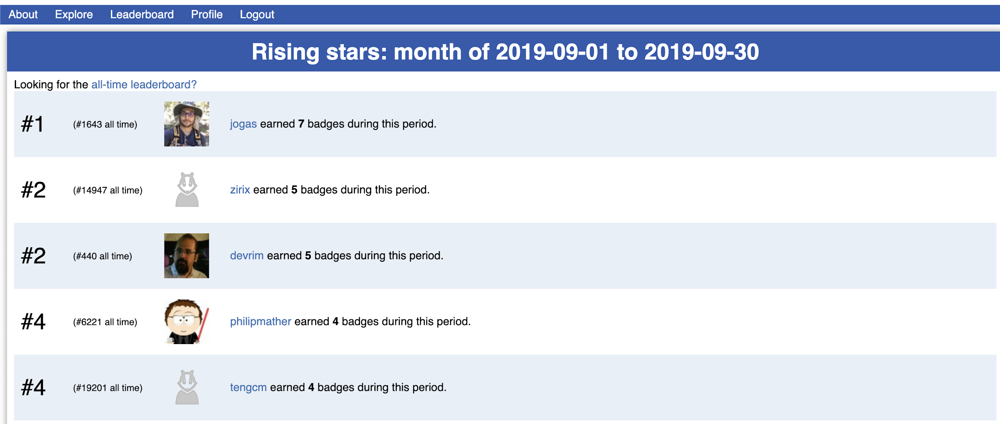 About Explore Leaderboard Profile Logout
Rising stars: month of 2019-09-01 to 2019-09-30
Looking for the all-time leaderboard?
#1 (#1643 all time) jogas earned 7 badges during this period.
#2 (#14947 all time) zirix earned 5 badges during this period.
#2 (#440 all time) devrim earned 5 badges during this period.
#4 (#6221 all time) philipmather earned 4 badges during this period.
#4 (#19201 all time) tengcm earned 4 badges during this period.